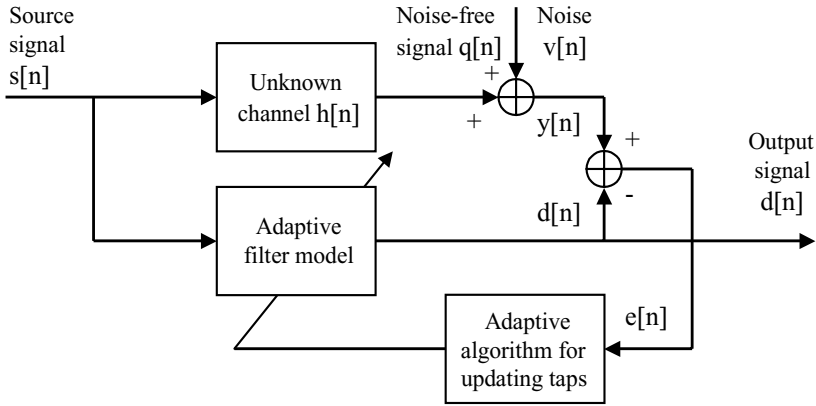 Source
signal
s[n]
Unknown
channel h[n]
Noise-free
signal q[n]
Noise
v[n]
+
+
y[n]
+
-
Output
signal
d[n]
Adaptive
filter model
d[n]
Adaptive
algorithm for
updating taps
e[n]